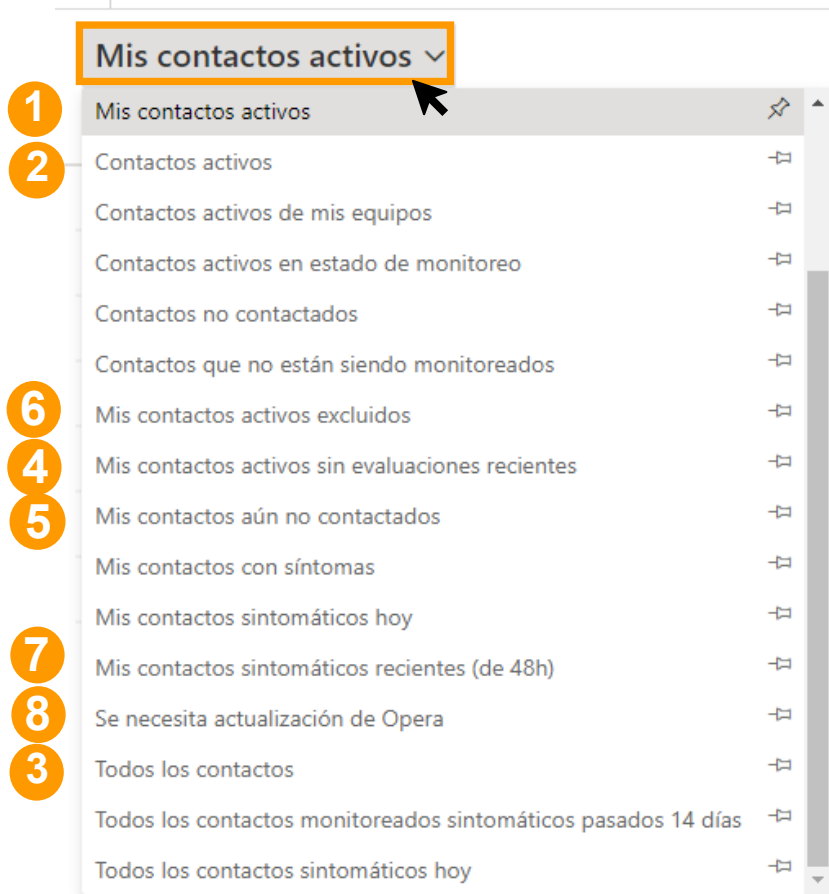 Mis contactos activos
1 Mis contactos activos
2 Contactos activos
Contactos activos de mis equipos
Contactos activos en estado de monitoreo
Contactos no contactados
Contactos que no están siendo monitoreados
6 Mis contactos activos excluidos
4 Mis contactos activos sin evaluaciones recientes
5 Mis contactos aún no contactados
Mis contactos con síntomas
Mis contactos sintomáticos hoy
7 Mis contactos sintomáticos recientes (de 48h)
8 Se necesita actualización de Opera
3 Todos los contactos
Todos los contactos monitoreados sintomáticos pasados 14 días
Todos los contactos sintomáticos hoy